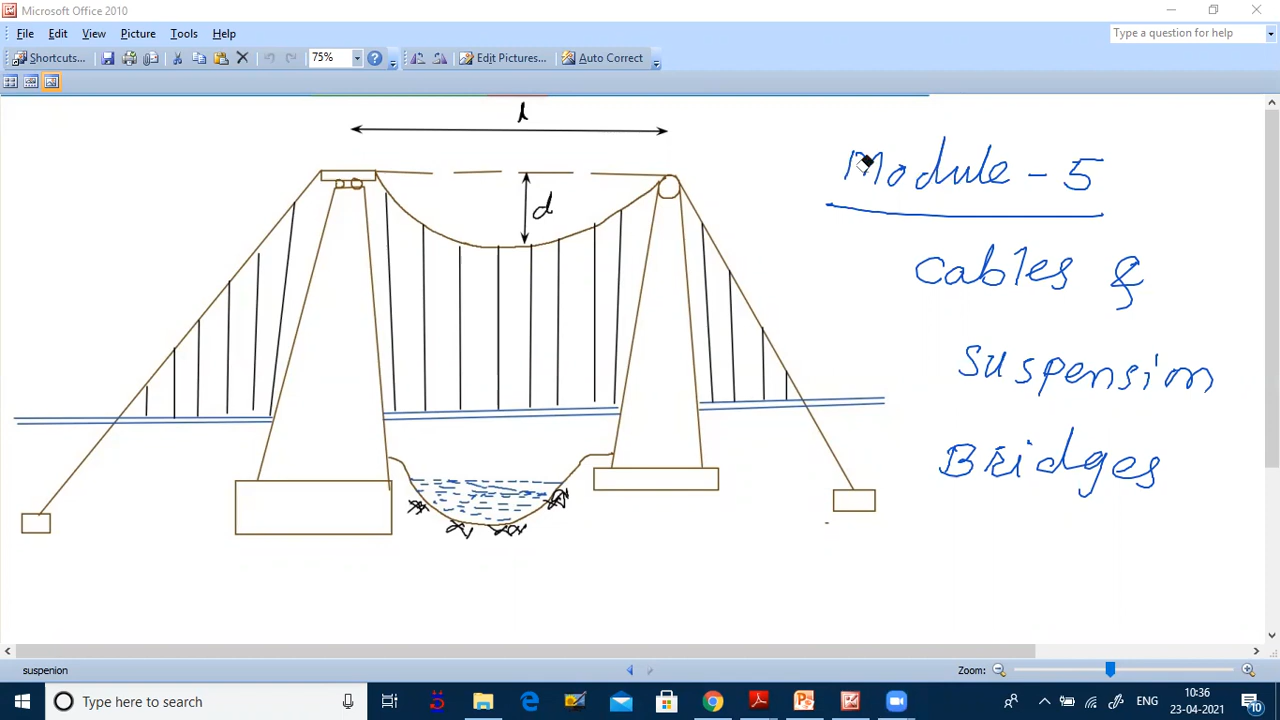 Microsoft Office 2010
File Edit View Picture Tools Help
Type a question for help
Shortcuts... 75% Edit Pictures... Auto Correct
l
d
Module - 5
Cables &
Suspension
Bridges
suspenion
Zoom:
Type here to search
ENG
10:36
23-04-2021
10